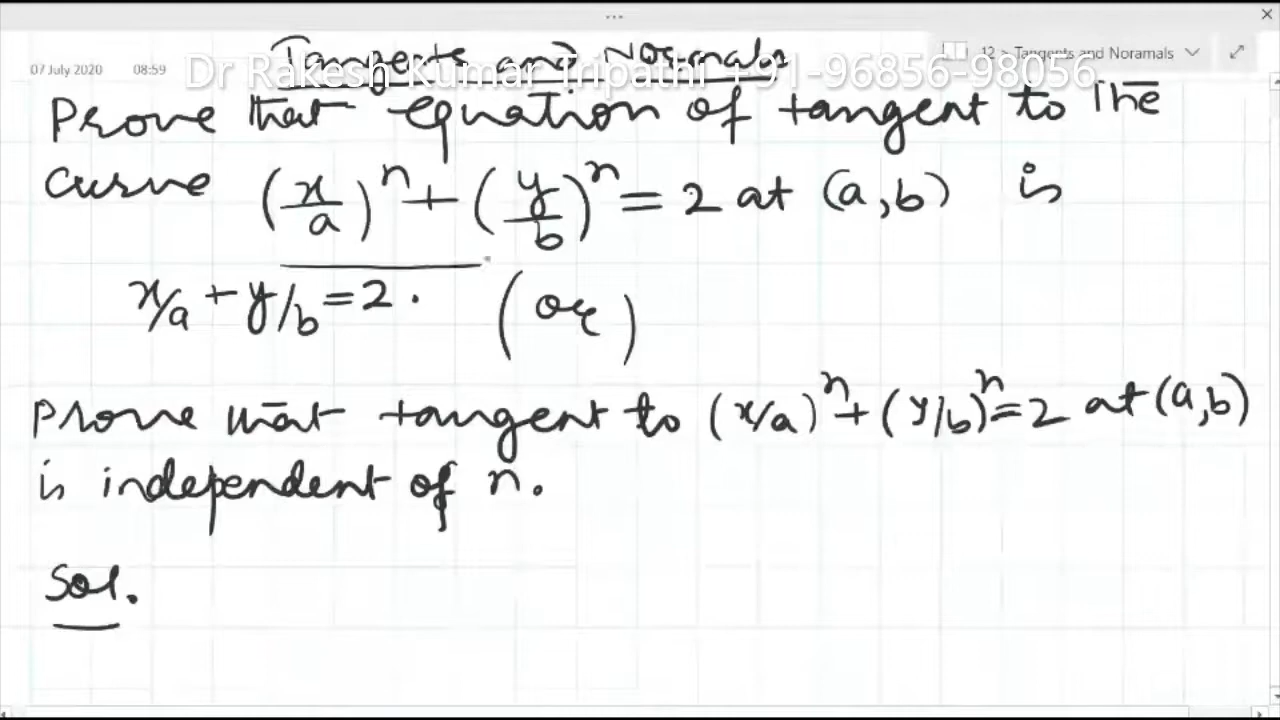 Tangents and Normals
07 July 2020 08:59
Dr Rakesh Kumar Tripathi +91-96856-98056
12 > Tangents and Noramals
Prove that equation of tangent to the
curve (x/a)^n + (y/b)^n = 2 at (a,b) is
x/a + y/b = 2. (or)
Prove that tangent to (x/a)^n + (y/b)^n = 2 at (a,b)
is independent of n.
Sol.